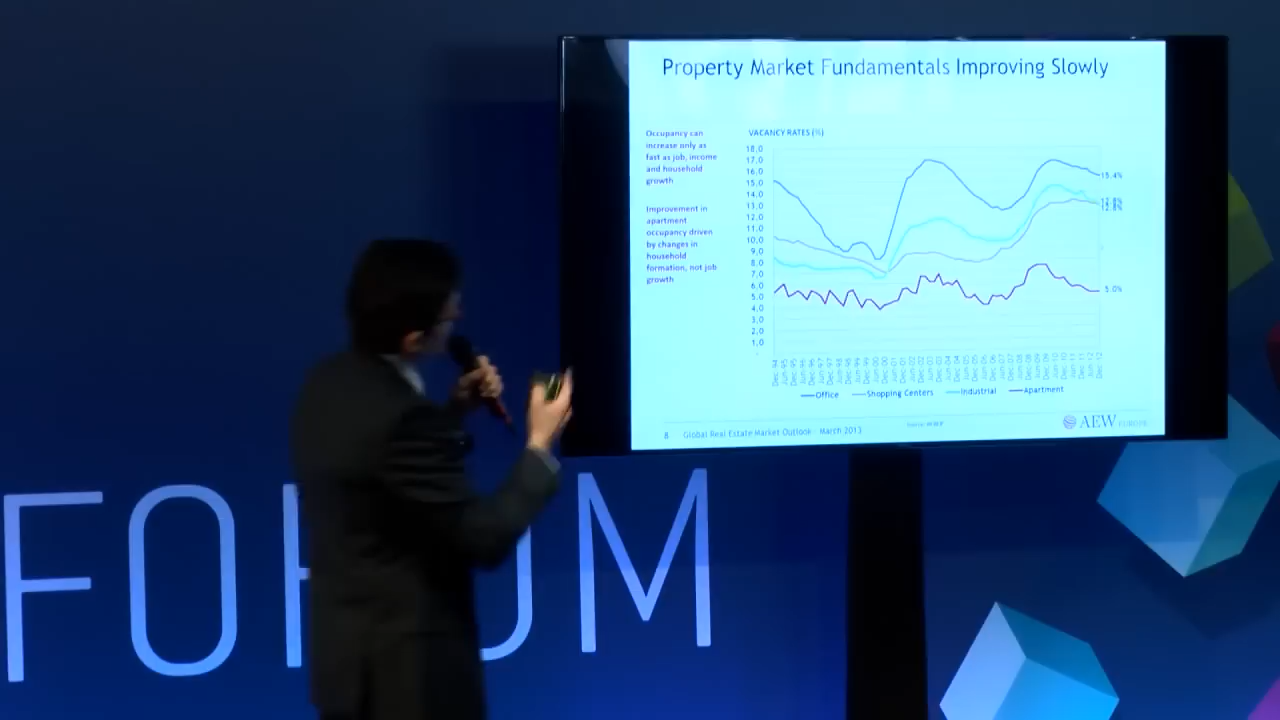 Property Market Fundamentals Improving Slowly
Occupancy can
increase only as
fast as job, income
and household
growth
Improvement in
apartment
occupancy driven
by changes in
household
formation, not job
growth
VACANCY RATES (%)
18,0
17,0
16,0
15,0
14,0
13,0
12,0
11,0
10,0
9,0
8,0
7,0
6,0
5,0
4,0
3,0
2,0
1,0
15.4%
5.0%
Office
Shopping Centers
Industrial
Apartment
8 Global Real Estate Market Outlook March 2013
AEW EUROPE
FORUM